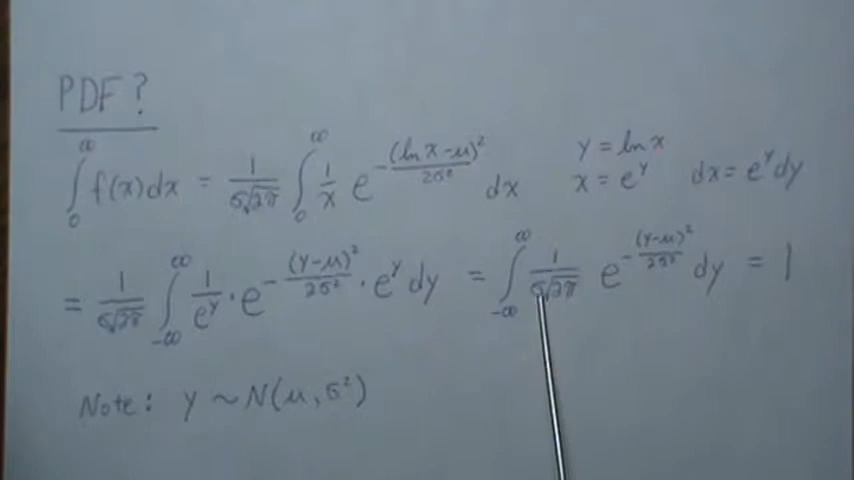 PDF?
∫₀^∞ f(x)dx = 1/(σ√2π) ∫₀^∞ 1/x e^(-(ln x-μ)²/2σ²) dx    y = ln x
x = e^y    dx = e^y dy
= 1/(σ√2π) ∫_-∞^∞ 1/e^y · e^(-(y-μ)²/2σ²) · e^y dy = ∫_-∞^∞ 1/(σ√2π) e^(-(y-μ)²/2σ²) dy = 1
Note: Y ~ N(μ, σ²)